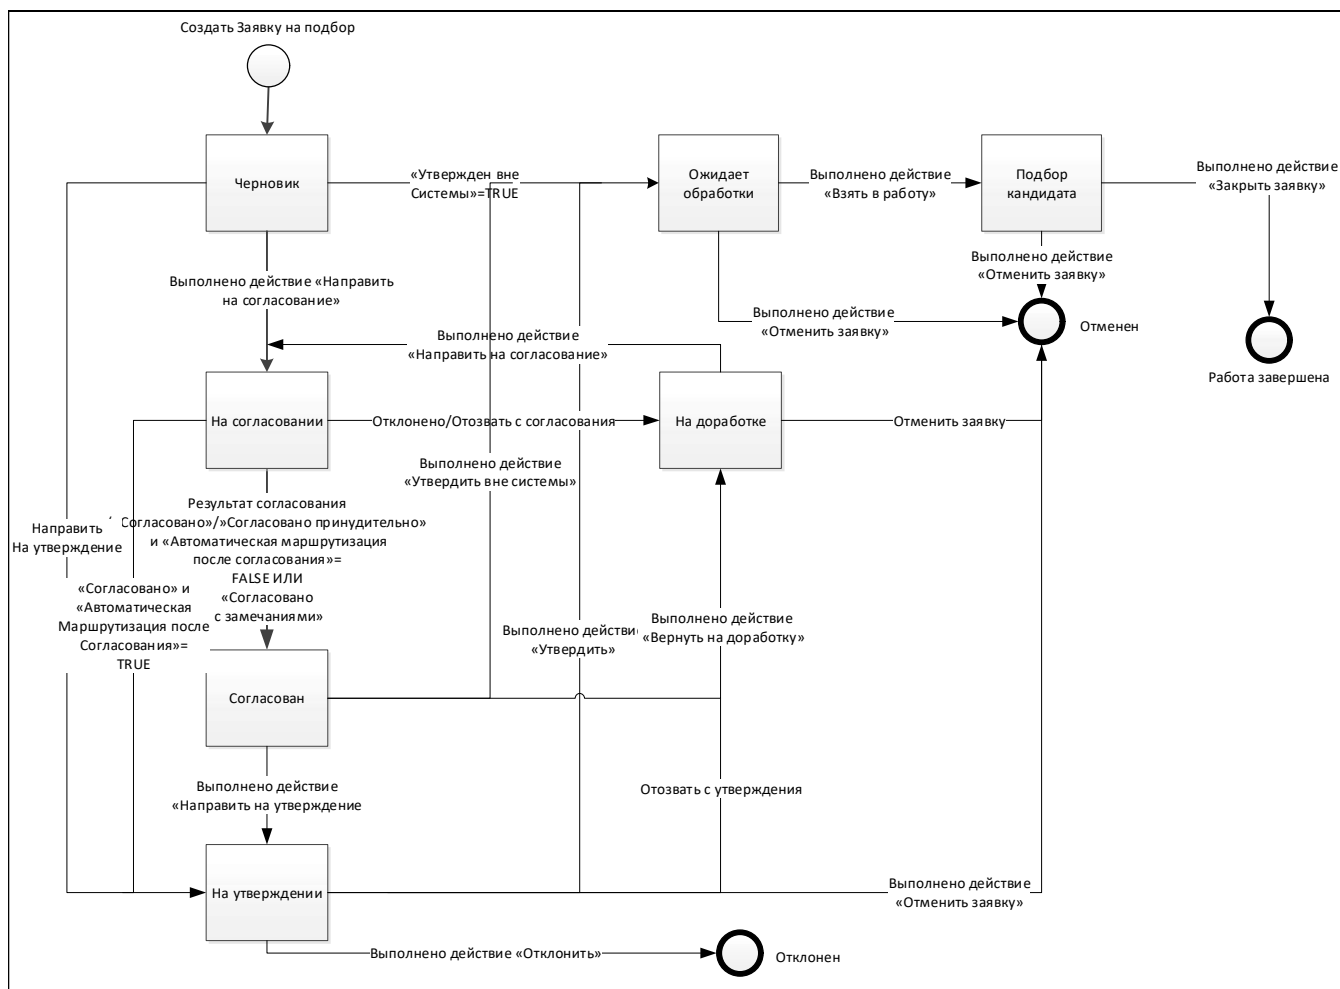 Создать Заявку на подбор
Черновик
«Утвержден вне
Системы»=TRUE
Ожидает
обработки
Выполнено действие
«Взять в работу»
Подбор
кандидата
Выполнено действие
«Закрыть заявку»
Выполнено действие «Направить
на согласование»
Выполнено действие
«Отменить заявку»
Выполнено действие
«Отменить заявку»
Отменен
Выполнено действие
«Направить на согласование»
Работа завершена
На согласовании
Отклонено/Отозвать с согласования
На доработке
Отменить заявку
Выполнено действие
«Утвердить вне системы»
Результат согласования
Согласовано»/»Согласовано принудительно»
и «Автоматическая маршрутизация
после согласования»=
FALSE ИЛИ
«Согласовано
с замечаниями»
Направить
На утверждение
«Согласовано» и
«Автоматическая
Маршрутизация после
Согласования»=
TRUE
Выполнено действи
«Утвердить»
Выполнено действие
«Вернуть на доработку»
Согласован
Выполнено действие
«Направить на утверждение
Отозвать с утверждения
На утверждении
Выполнено действие
«Отменить заявку»
Выполнено действие «Отклонить»
Отклонен